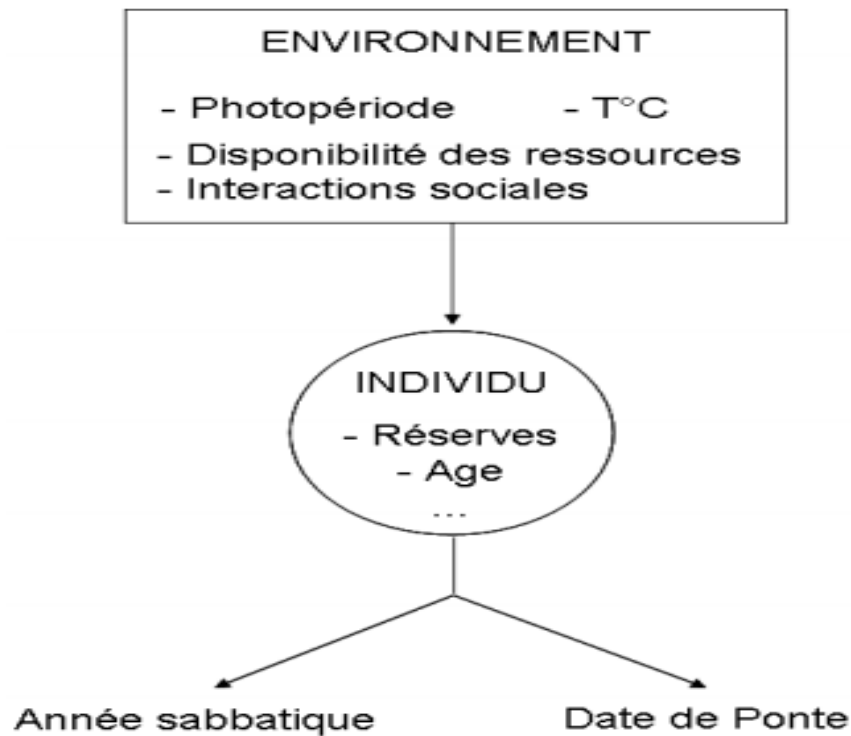 ENVIRONNEMENT
- Photopériode - T°C
- Disponibilité des ressources
- Interactions sociales
INDIVIDU
- Réserves
- Age
...
Année sabbatique Date de Ponte